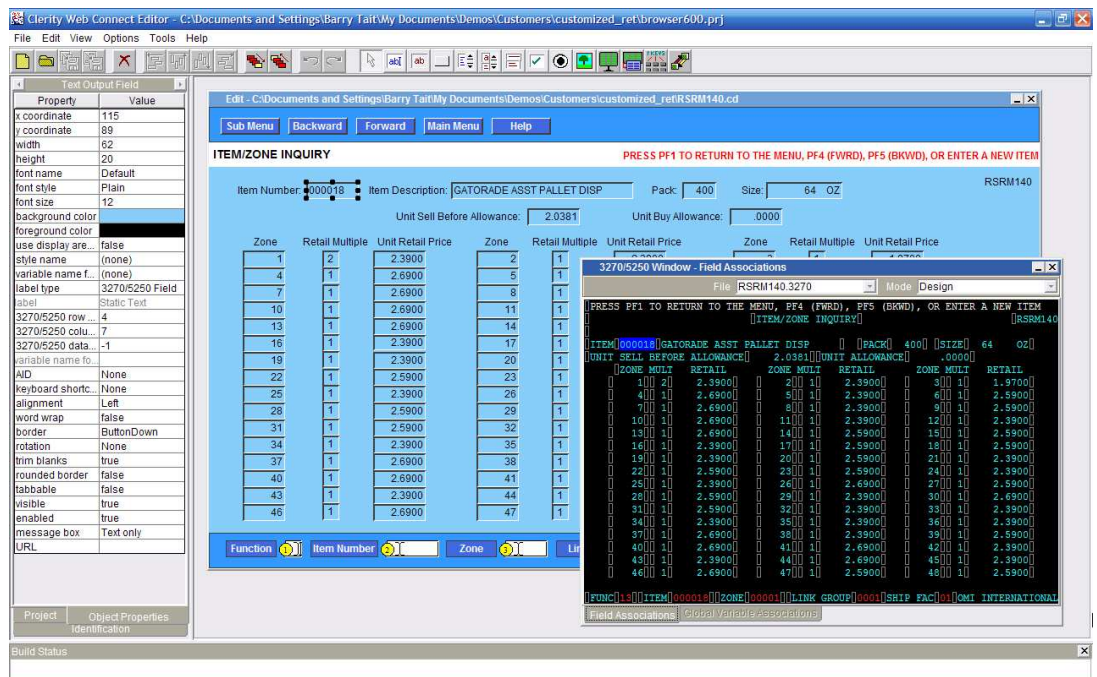 Clerity Web Connect Editor - C:\Documents and Settings\Barry Tait\My Documents\Demos\Customers\customized_ret\browser600.prj
File Edit View Options Tools Help
Text Output Field
Property Value
x coordinate 115
y coordinate 89
width 62
height 20
font name Default
font style Plain
font size 12
background color
foreground color
use display are... false
style name (none)
variable name f... (none)
label type 3270/5250 Field
label Static Text
3270/5250 row ... 4
3270/5250 colu... 7
3270/5250 data... -1
variable name fo...
AID None
keyboard shortc... None
alignment Left
word wrap false
border ButtonDown
rotation None
trim blanks true
rounded border false
tabbable false
visible true
enabled true
message box Text only
URL
Project Object Properties
Identification
Build Status
Edit - C:\Documents and Settings\Barry Tait\My Documents\Demos\Customers\customized_ret\RSRM140.cd
Sub Menu Backward Forward Main Menu Help
ITEM/ZONE INQUIRY PRESS PF1 TO RETURN TO THE MENU, PF4 (FWRD), PF5 (BKWD), OR ENTER A NEW ITEM
RSRM140
Item Number: 000018 Item Description: GATORADE ASST PALLET DISP Pack: 400 Size: 64 OZ
Unit Sell Before Allowance: 2.0381 Unit Buy Allowance: .0000
Zone Retail Multiple Unit Retail Price Zone Retail Multiple Unit Retail Price Zone Retail Multiple Unit Retail Price
1 2 2.3900 2 1
4 1 2.6900 5 1
7 1 2.6900 8 1
10 1 2.6900 11 1
13 1 2.6900 14 1
16 1 2.3900 17 1
19 1 2.3900 20 1
22 1 2.5900 23 1
25 1 2.3900 26 1
28 1 2.5900 29 1
31 1 2.5900 32 1
34 1 2.3900 35 1
37 1 2.6900 38 1
40 1 2.6900 41 1
43 1 2.3900 44 1
46 1 2.6900 47 1
Function 1 Item Number 2 Zone 3
3270/5250 Window - Field Associations
File RSRM140.3270 Mode Design
PRESS PF1 TO RETURN TO THE MENU, PF4 (FWRD), PF5 (BKWD), OR ENTER A NEW ITEM
ITEM/ZONE INQUIRY RSRM140
ITEM 000018 GATORADE ASST PALLET DISP PACK 400 SIZE 64 OZ
UNIT SELL BEFORE ALLOWANCE 2.0381 UNIT ALLOWANCE .0000
ZONE MULT RETAIL ZONE MULT RETAIL ZONE MULT RETAIL
1 2 2.3900 2 1 2.3900 3 1 1.9700
4 1 2.6900 5 1 2.3900 6 1 2.5900
7 1 2.6900 8 1 2.3900 9 1 2.5900
10 1 2.6900 11 1 2.3900 12 1 2.3900
13 1 2.6900 14 1 2.5900 15 1 2.5900
16 1 2.3900 17 1 2.5900 18 1 2.5900
19 1 2.3900 20 1 2.5900 21 1 2.3900
22 1 2.5900 23 1 2.5900 24 1 2.3900
25 1 2.3900 26 1 2.6900 27 1 2.3900
28 1 2.5900 29 1 2.3900 30 1 2.6900
31 1 2.5900 32 1 2.3900 33 1 2.3900
34 1 2.3900 35 1 2.3900 36 1 2.3900
37 1 2.6900 38 1 2.3900 39 1 2.5900
40 1 2.6900 41 1 2.3900 42 1 2.3900
43 1 2.3900 44 1 2.6900 45 1 2.3900
46 1 2.6900 47 1 2.5900 48 1 2.5900
FUNC 13 ITEM 000018 ZONE 00001 LINK GROUP 0001 SHIP FAC 01 OMI INTERNATIONAL
Field Associations Global Variable Associations